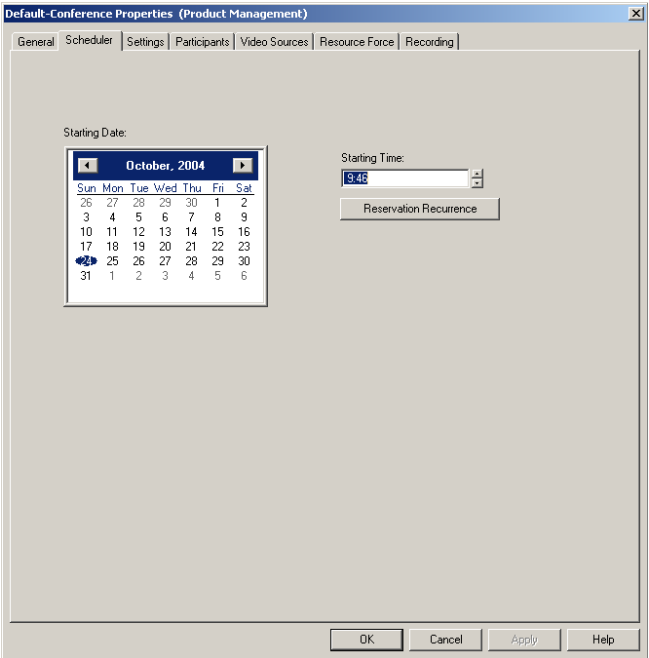 Default-Conference Properties (Product Management)
General Scheduler Settings Participants Video Sources Resource Force Recording
Starting Date:
October, 2004
Sun Mon Tue Wed Thu Fri Sat
26 27 28 29 30 1 2
3 4 5 6 7 8 9
10 11 12 13 14 15 16
17 18 19 20 21 22 23
24 25 26 27 28 29 30
31 1 2 3 4 5 6
Starting Time:
9:46
Reservation Recurrence
OK Cancel Apply Help